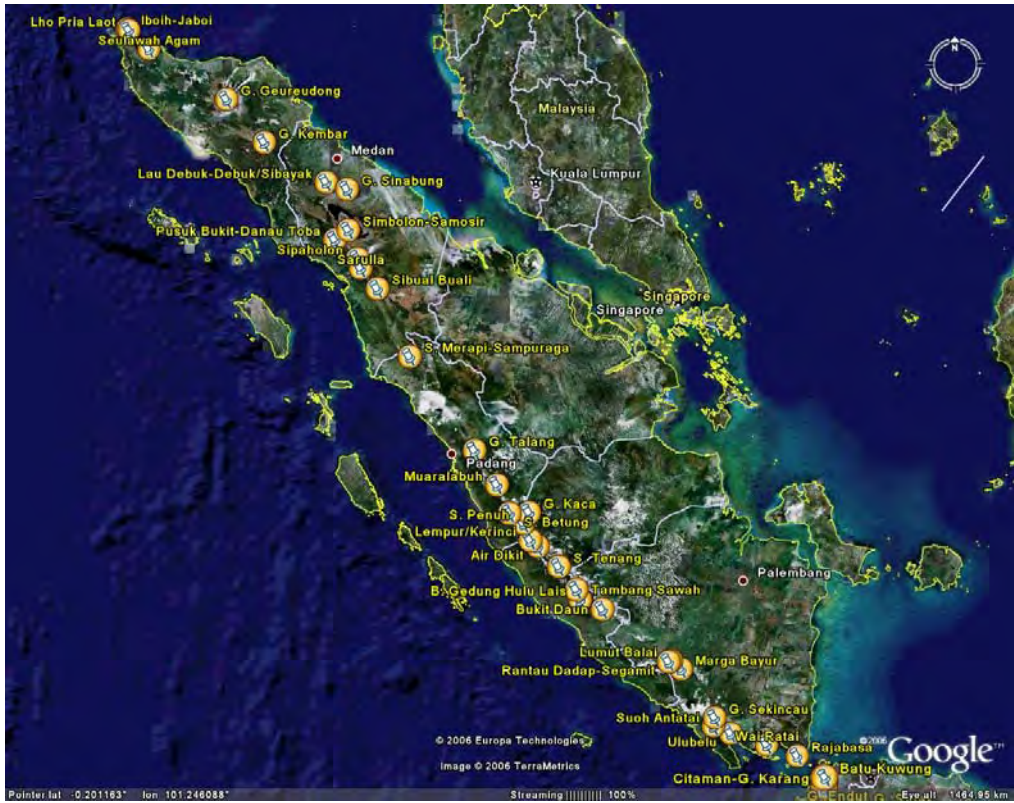 Lho Pria Laot Iboih-Jaboi
Seulawah Agam
N
G. Geureudong
Malaysia
G. Kembar
Medan
Kuala Lumpur
Lau Debuk-Debuk/Sibayak G. Sinabung
Simbolon-Samosir
Pusuk Bukit-Danau Toba
Sipaholon
Sarulla
Sibual Buali
Singapore
Singapore
S. Merapi-Sampuraga
G. Talang
Padang
Muaralabuh
G. Kaca
S. Penuh
S. Betung
Lempur/Kerinci
Air Dikit
S. Tenang
Palembang
B. Gedung Hulu Lais Tambang Sawah
Bukit Daun
Lumut Balai
Marga Bayur
Rantau Dadap-Segamit
G. Sekincau
Suoh Antatai
Wai Ratai
Ulubelu
© 2006 Europa Technologies
©2006
Google™
Rajabasa
Image © 2006 TerraMetrics
Batu Kuwung
Citaman-G. Karang
G. Endut
Pointer lat -0.201163° lon 101.246088° Streaming |||||||||| 100% Eye alt 1464.95 km